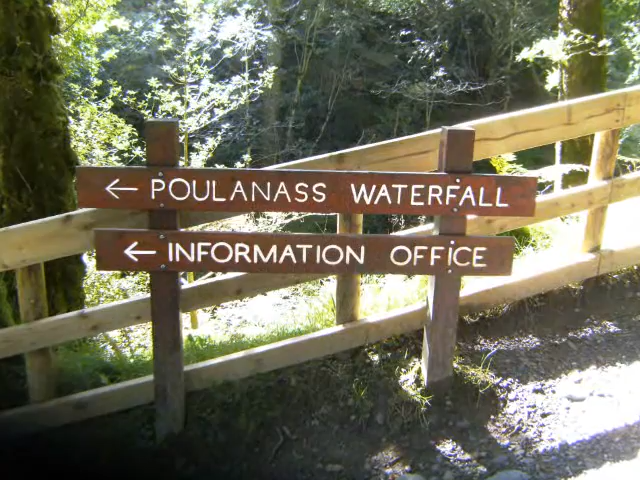 ← POULANASS WATERFALL
← INFORMATION OFFICE